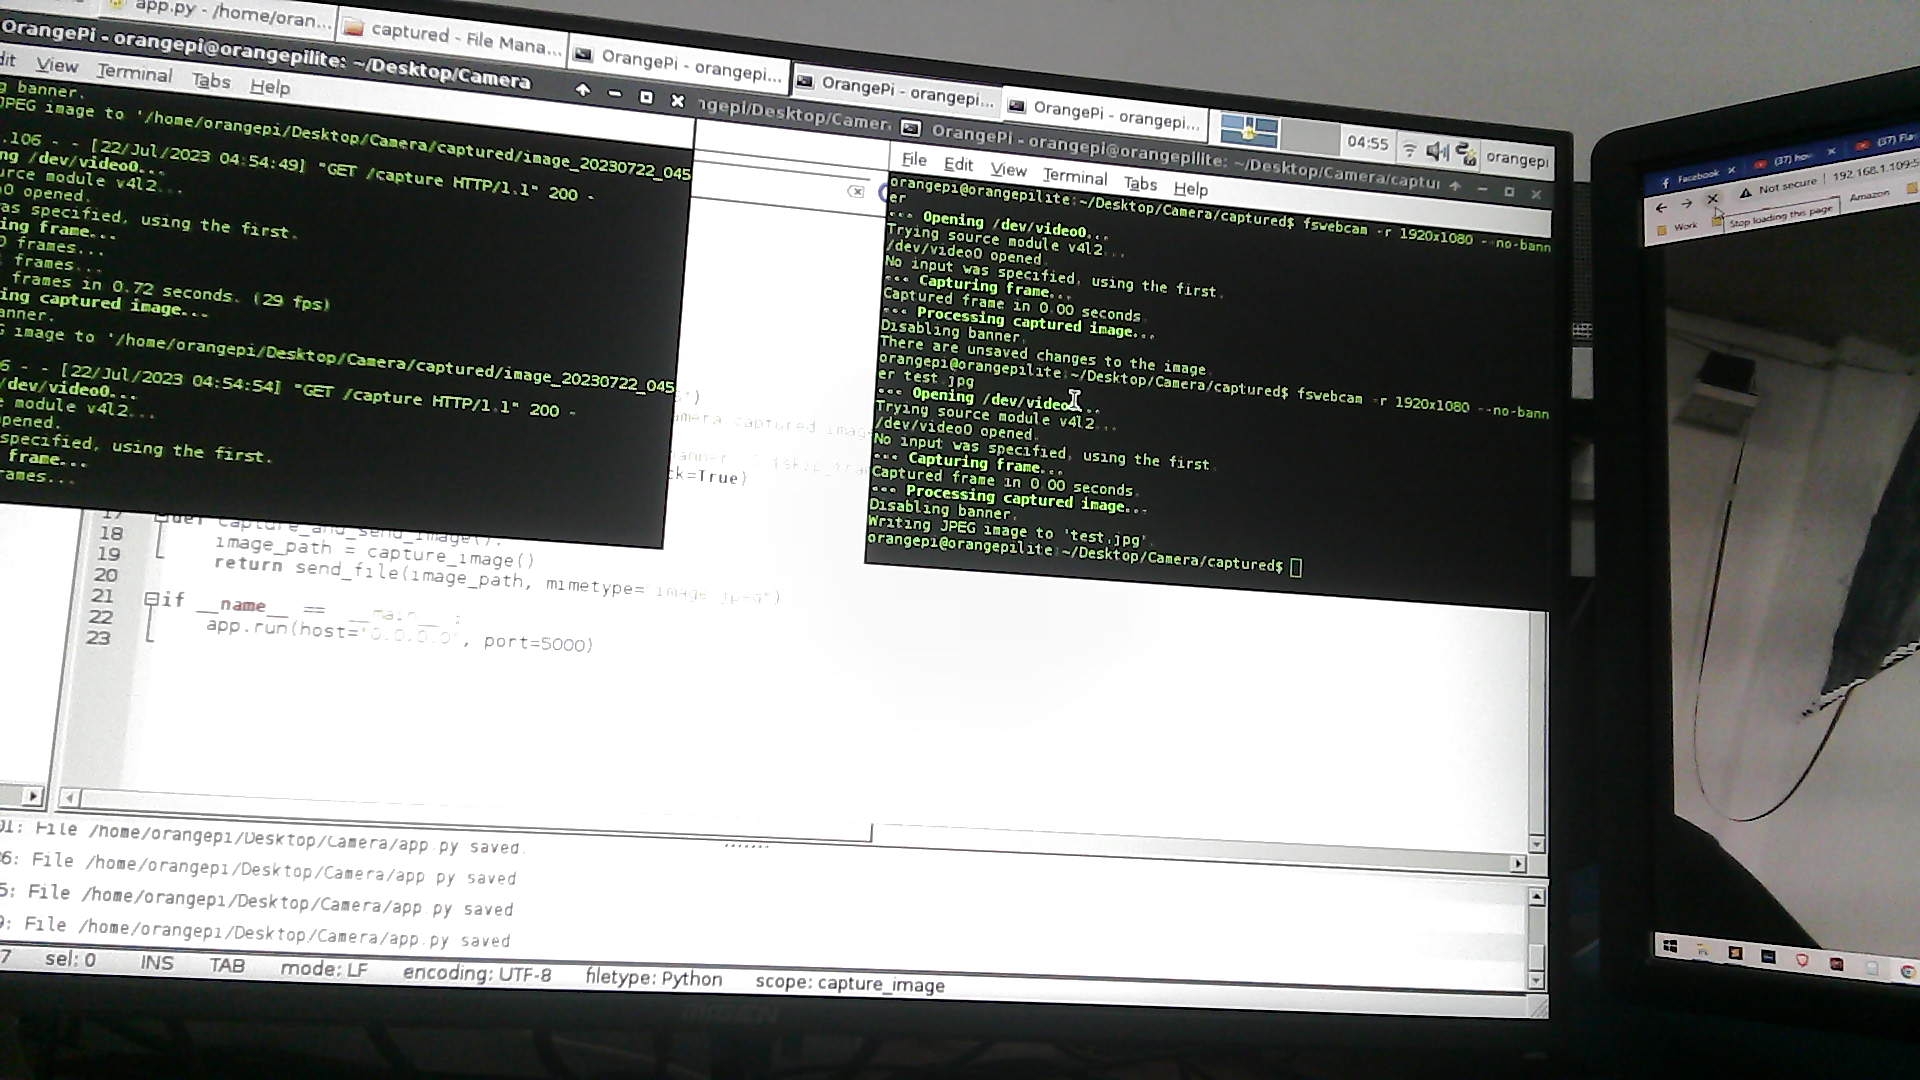 app.py - /home/oran...
captured - File Mana...
OrangePi - orangepi...
OrangePi - orangepi...
OrangePi - orangepi...
04:55
orangepi
OrangePi - orangepi@orangepilite: ~/Desktop/Camera
View Terminal Tabs Help
g banner.
JPEG image to '/home/orangepi/Desktop/Camera/captured/image_20230722_045
.106 - - [22/Jul/2023 04:54:49] "GET /capture HTTP/1.1" 200 -
ng /dev/video0...
urce module v4l2...
0 opened.
as specified, using the first.
ing frame...
0 frames...
frames...
frames in 0.72 seconds. (29 fps)
ing captured image...
anner.
G image to '/home/orangepi/Desktop/Camera/captured/image_20230722_045
6 - - [22/Jul/2023 04:54:54] "GET /capture HTTP/1.1" 200 -
/dev/video0...
e module v4l2...
pened.
specified, using the first.
frame...
rames...
ngepi/Desktop/Camer
OrangePi - orangepi@orangepilite: ~/Desktop/Camera/captur
File Edit View Terminal Tabs Help
orangepi@orangepilite:~/Desktop/Camera/captured$ fswebcam -r 1920x1080 --no-bann
er
--- Opening /dev/video0...
Trying source module v4l2...
/dev/video0 opened.
No input was specified, using the first.
--- Capturing frame...
Captured frame in 0.00 seconds.
--- Processing captured image...
Disabling banner.
There are unsaved changes to the image.
orangepi@orangepilite:~/Desktop/Camera/captured$ fswebcam -r 1920x1080 --no-bann
er test.jpg
--- Opening /dev/video0...
Trying source module v4l2...
/dev/video0 opened.
No input was specified, using the first.
--- Capturing frame...
Captured frame in 0.00 seconds.
--- Processing captured image...
Disabling banner.
Writing JPEG image to 'test.jpg'.
orangepi@orangepilite:~/Desktop/Camera/captured$
ck=True)
17 def capture_and_send_image():
18 image_path = capture_image()
19 return send_file(image_path, mimetype='image/jpeg')
20
21 if __name__ == '__main__':
22 app.run(host='0.0.0.0', port=5000)
23
01: File /home/orangepi/Desktop/Camera/app.py saved.
6: File /home/orangepi/Desktop/Camera/app.py saved
5: File /home/orangepi/Desktop/Camera/app.py saved
9: File /home/orangepi/Desktop/Camera/app.py saved
7 sel: 0 INS TAB mode: LF encoding: UTF-8 filetype: Python scope: capture_image
Facebook
(37) ho
(37) Fla
Not secure 192.168.1.109:5
Stop loading this page
Work
Amazon